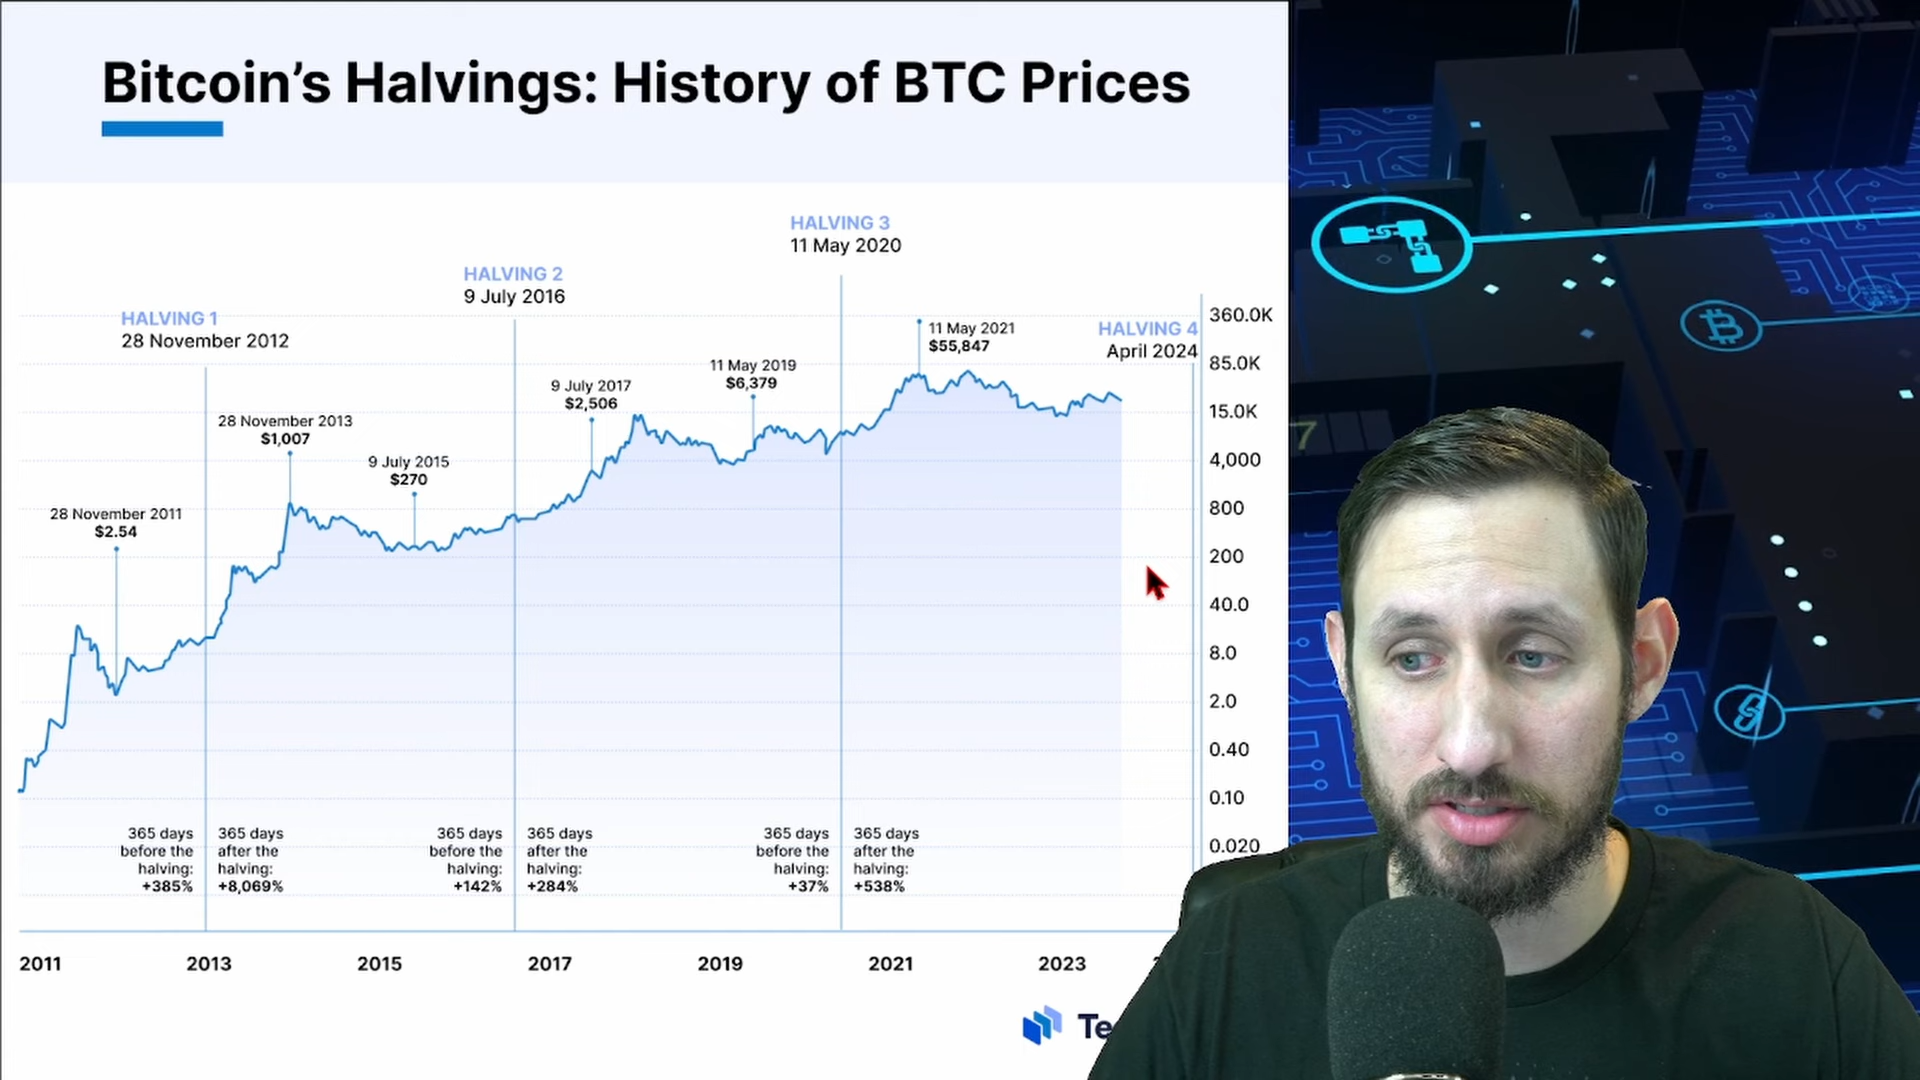 Bitcoin’s Halvings: History of BTC Prices
HALVING 3
11 May 2020
HALVING 2
9 July 2016
HALVING 1
28 November 2012
HALVING 4
April 2024
11 May 2021
$55,847
11 May 2019
$6,379
9 July 2017
$2,506
28 November 2013
$1,007
9 July 2015
$270
28 November 2011
$2.54
360.0K
85.0K
15.0K
4,000
800
200
40.0
8.0
2.0
0.40
0.10
0.020
365 days
before the
halving:
+385%
365 days
after the
halving:
+8,069%
365 days
before the
halving:
+142%
365 days
after the
halving:
+284%
365 days
before the
halving:
+37%
365 days
after the
halving:
+538%
2011
2013
2015
2017
2019
2021
2023
7